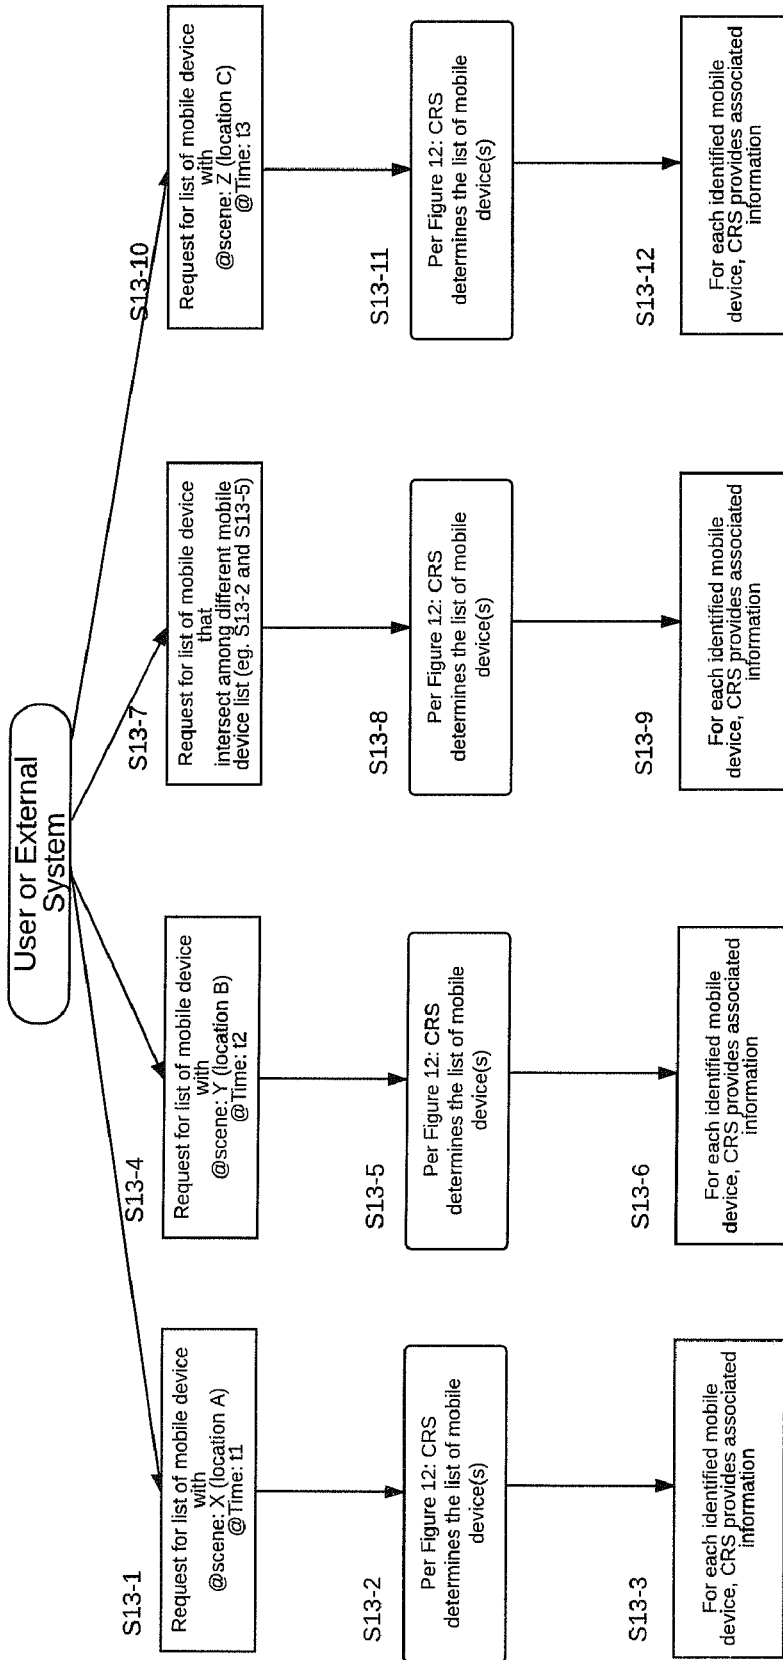 User or External
System
S13-1
Request for list of mobile device
with
@scene: X (location A)
@Time: t1
S13-2
Per Figure 12: CRS
determines the list of mobile
device(s)
S13-3
For each identified mobile
device, CRS provides associated
information
S13-4
Request for list of mobile device
with
@scene: Y (location B)
@Time: t2
S13-5
Per Figure 12: CRS
determines the list of mobile
device(s)
S13-6
For each identified mobile
device, CRS provides associated
information
S13-7
Request for list of mobile device
that
intersect among different mobile
device list (eg. S13-2 and S13-5)
S13-8
Per Figure 12: CRS
determines the list of mobile
device(s)
S13-9
For each identified mobile
device, CRS provides associated
information
S13-10
Request for list of mobile device
with
@scene: Z (location C)
@Time: t3
S13-11
Per Figure 12: CRS
determines the list of mobile
device(s)
S13-12
For each identified mobile
device, CRS provides associated
information